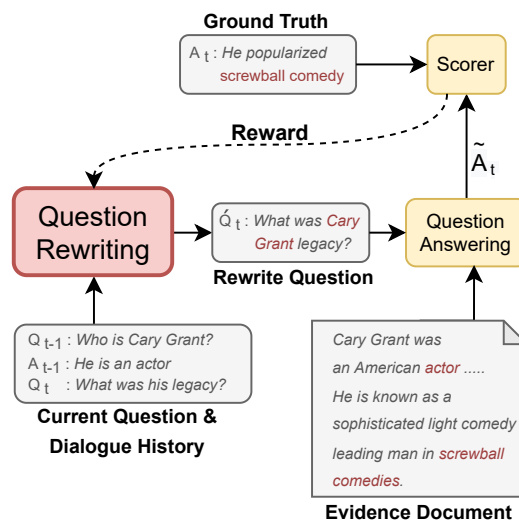 Ground Truth
A t : He popularized
screwball comedy
Scorer
Reward
Ã t
Question
Rewriting
Q́ t : What was Cary
Grant legacy?
Rewrite Question
Question
Answering
Q t-1 : Who is Cary Grant?
A t-1 : He is an actor
Q t : What was his legacy?
Current Question &
Dialogue History
Cary Grant was
an American actor .....
He is known as a
sophisticated light comedy
leading man in screwball
comedies.
Evidence Document